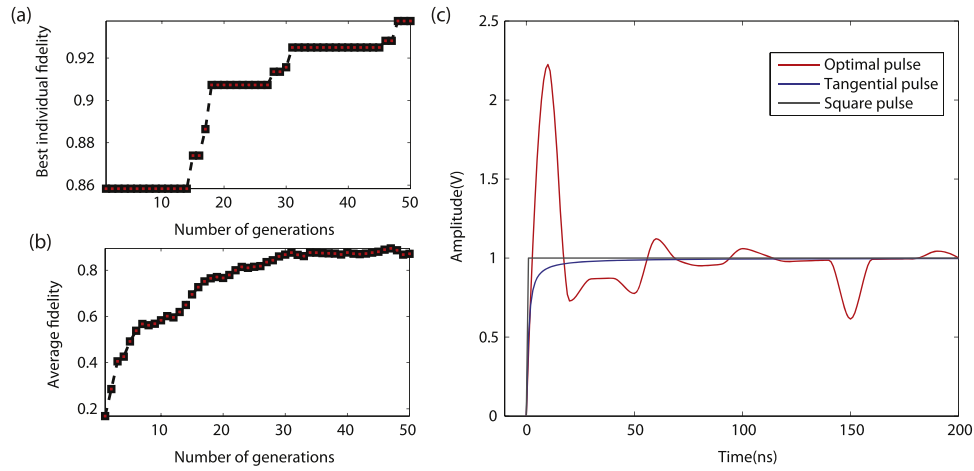 (a)
Best individual fidelity
0.92
0.9
0.88
0.86
10 20 30 40 50
Number of generations
(b)
Average fidelity
0.8
0.6
0.4
0.2
10 20 30 40 50
Number of generations
(c)
Amplitude(V)
2.5
2
1.5
1
0.5
0
Optimal pulse
Tangential pulse
Square pulse
0 50 100 150 200
Time(ns)